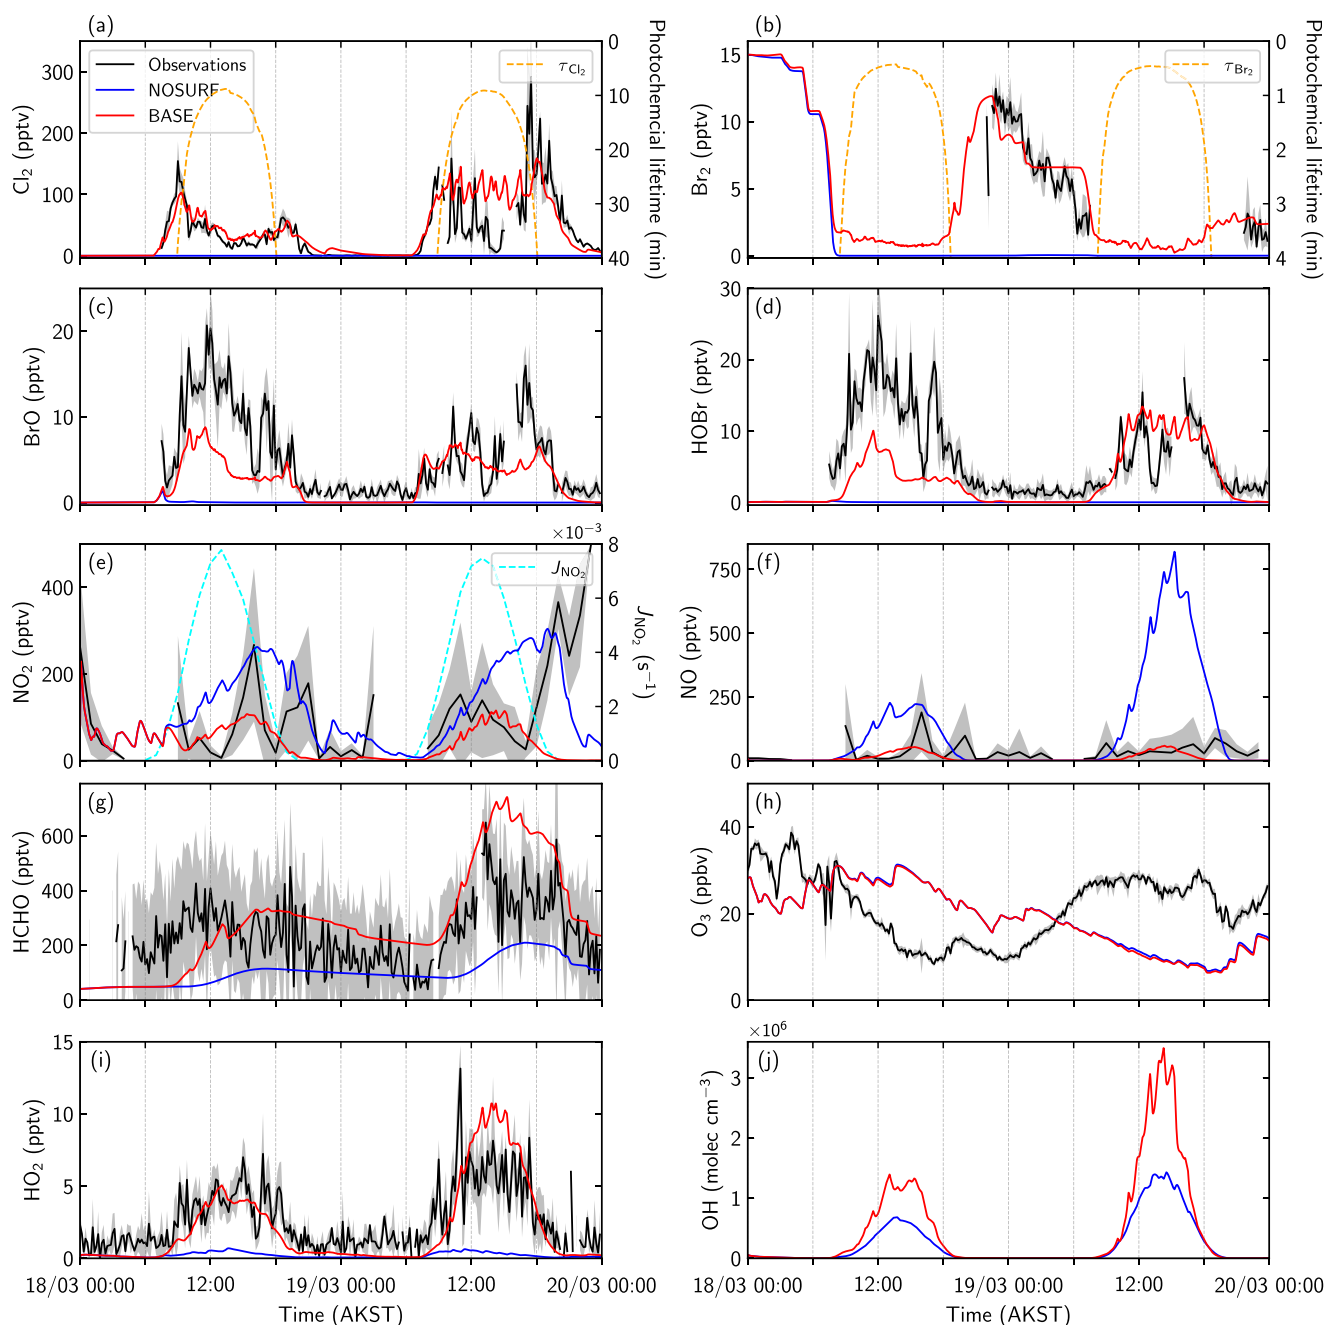 (a)
Observations
NOSURF
BASE
τCl₂
Cl₂ (pptv)
0
100
200
300
0
10
20
30
40
Photochemcial lifetime (min)
(b)
τBr₂
Br₂ (pptv)
0
5
10
15
0
1
2
3
4
Photochemical lifetime (min)
(c)
BrO (pptv)
0
10
20
(d)
HOBr (pptv)
0
10
20
30
(e)
×10⁻³
J_NO₂
NO₂ (pptv)
0
200
400
0
2
4
6
8
J_NO₂ (s⁻¹)
(f)
NO (pptv)
0
250
500
750
(g)
HCHO (pptv)
0
200
400
600
(h)
O₃ (ppbv)
0
20
40
(i)
HO₂ (pptv)
0
5
10
15
18/03 00:00
12:00
19/03 00:00
12:00
20/03 00:00
Time (AKST)
(j)
×10⁶
OH (molec cm⁻³)
0
1
2
3
18/03 00:00
12:00
19/03 00:00
12:00
20/03 00:00
Time (AKST)